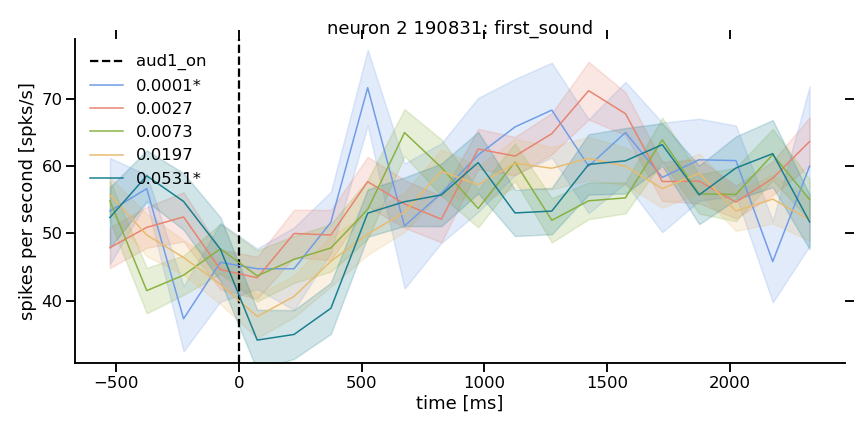 neuron 2 190831: first_sound
aud1_on
0.0001*
0.0027
0.0073
0.0197
0.0531*
spikes per second [spks/s]
70
60
50
40
−500 0 500 1000 1500 2000
time [ms]